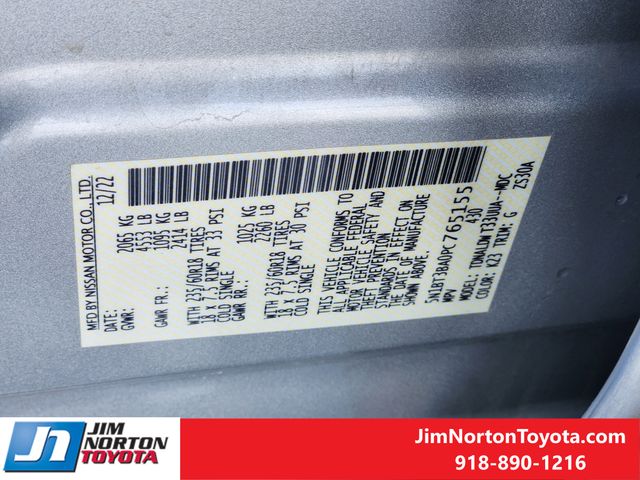 MFD BY NISSAN MOTOR CO., LTD.
DATE: 12/22
GVWR: 2065 KG
4553 LB
GAWR FR.: 1095 KG
2414 LB
WITH 235/60R18 TIRES
18 x 7.5 RIMS AT 33 PSI
COLD SINGLE
GAWR RR.: 1025 KG
2260 LB
WITH 235/60R18 TIRES
18 x 7.5 RIMS AT 30 PSI
COLD SINGLE
THIS VEHICLE CONFORMS TO
ALL APPLICABLE FEDERAL
MOTOR VEHICLE SAFETY AND
THEFT PREVENTION
STANDARDS IN EFFECT ON
THE DATE OF MANUFACTURE
SHOWN ABOVE.
5N1BT3BA0PC765155
MPV 430
MODEL: TDNALDW T33UWA--NDC
COLOR: K23 TRIM: G ZS30A
JIM
NORTON
TOYOTA
JimNortonToyota.com
918-890-1216